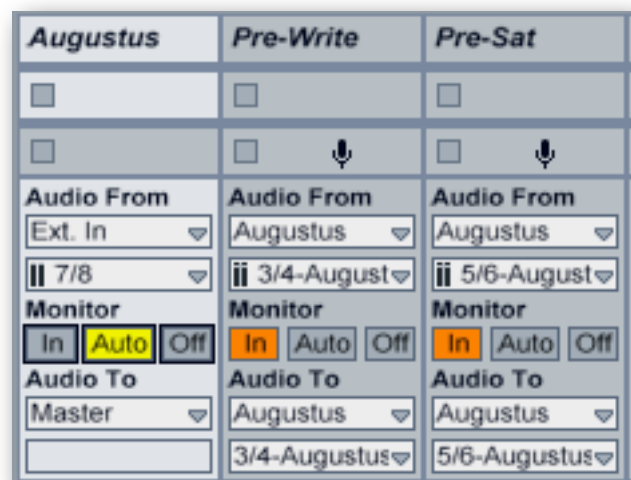 Augustus Pre-Write Pre-Sat
Audio From Audio From Audio From
Ext. In Augustus Augustus
7/8 3/4-August 5/6-August
Monitor Monitor Monitor
In Auto Off In Auto Off In Auto Off
Audio To Audio To Audio To
Master Augustus Augustus
3/4-Augustus 5/6-Augustus